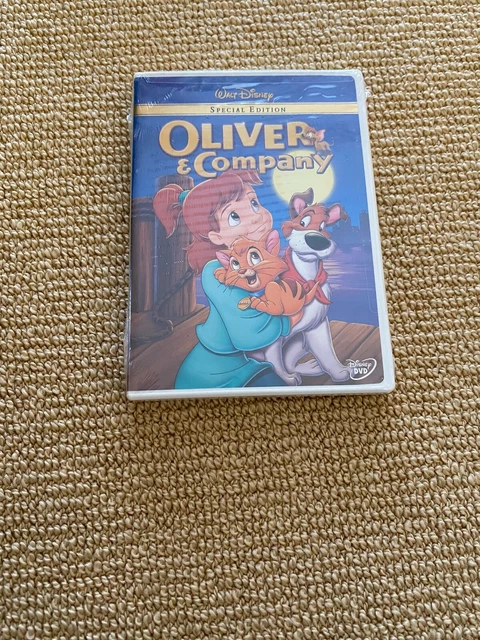 Walt Disney
SPECIAL EDITION
OLIVER
& Company
Disney
DVD